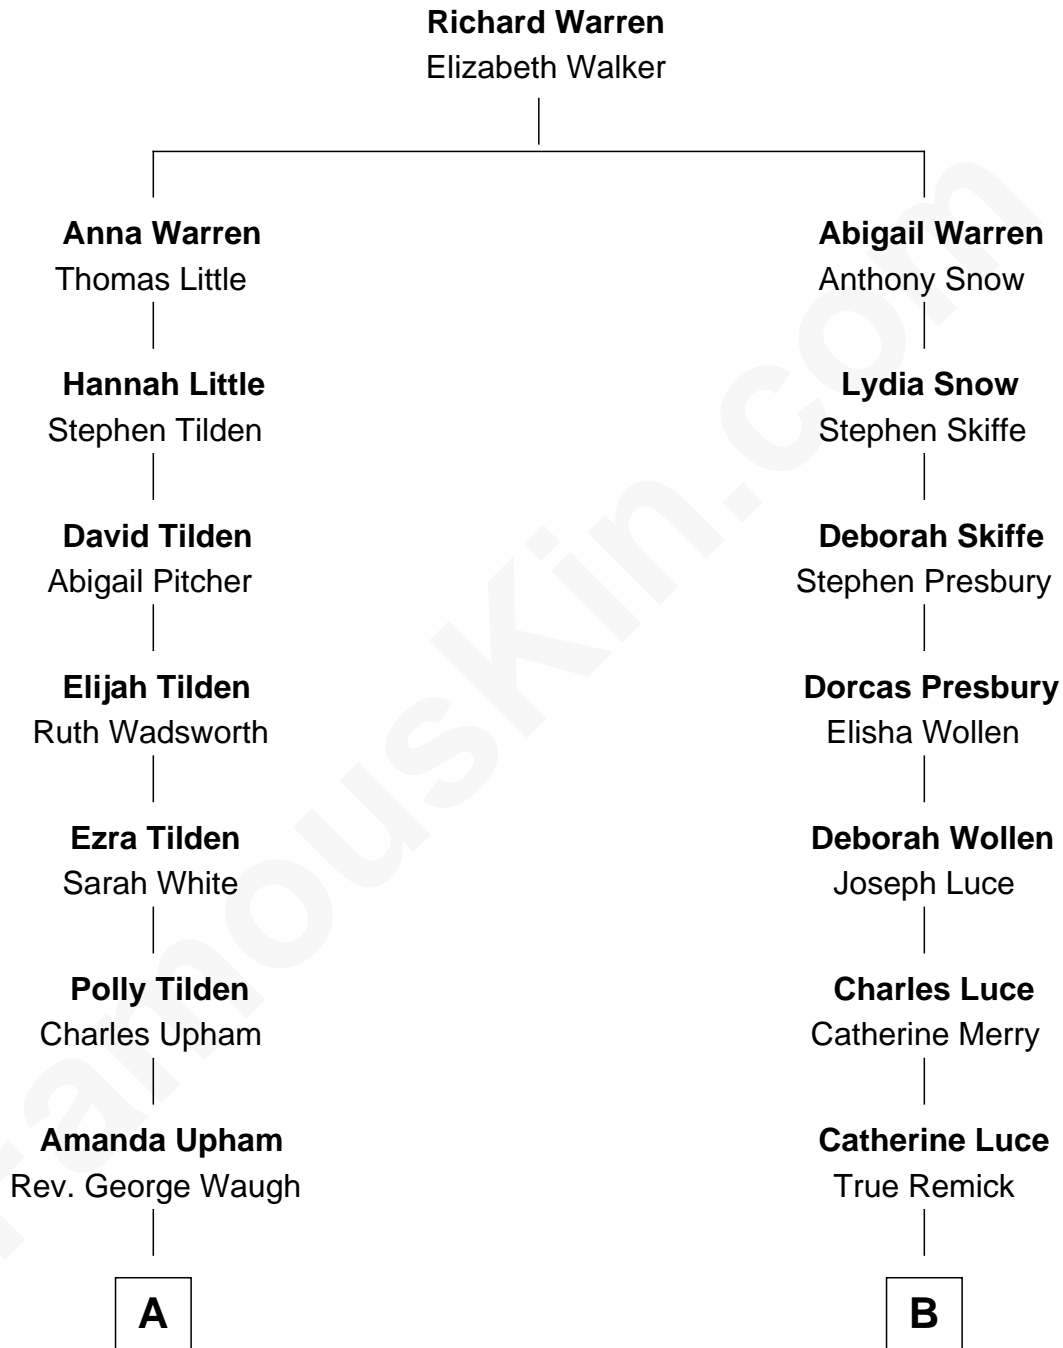 Richard Warren
Elizabeth Walker
Anna Warren
Thomas Little
Hannah Little
Stephen Tilden
David Tilden
Abigail Pitcher
Elijah Tilden
Ruth Wadsworth
Ezra Tilden
Sarah White
Polly Tilden
Charles Upham
Amanda Upham
Rev. George Waugh
A
Abigail Warren
Anthony Snow
Lydia Snow
Stephen Skiffe
Deborah Skiffe
Stephen Presbury
Dorcas Presbury
Elisha Wollen
Deborah Wollen
Joseph Luce
Charles Luce
Catherine Merry
Catherine Luce
True Remick
B
FamousKin.com